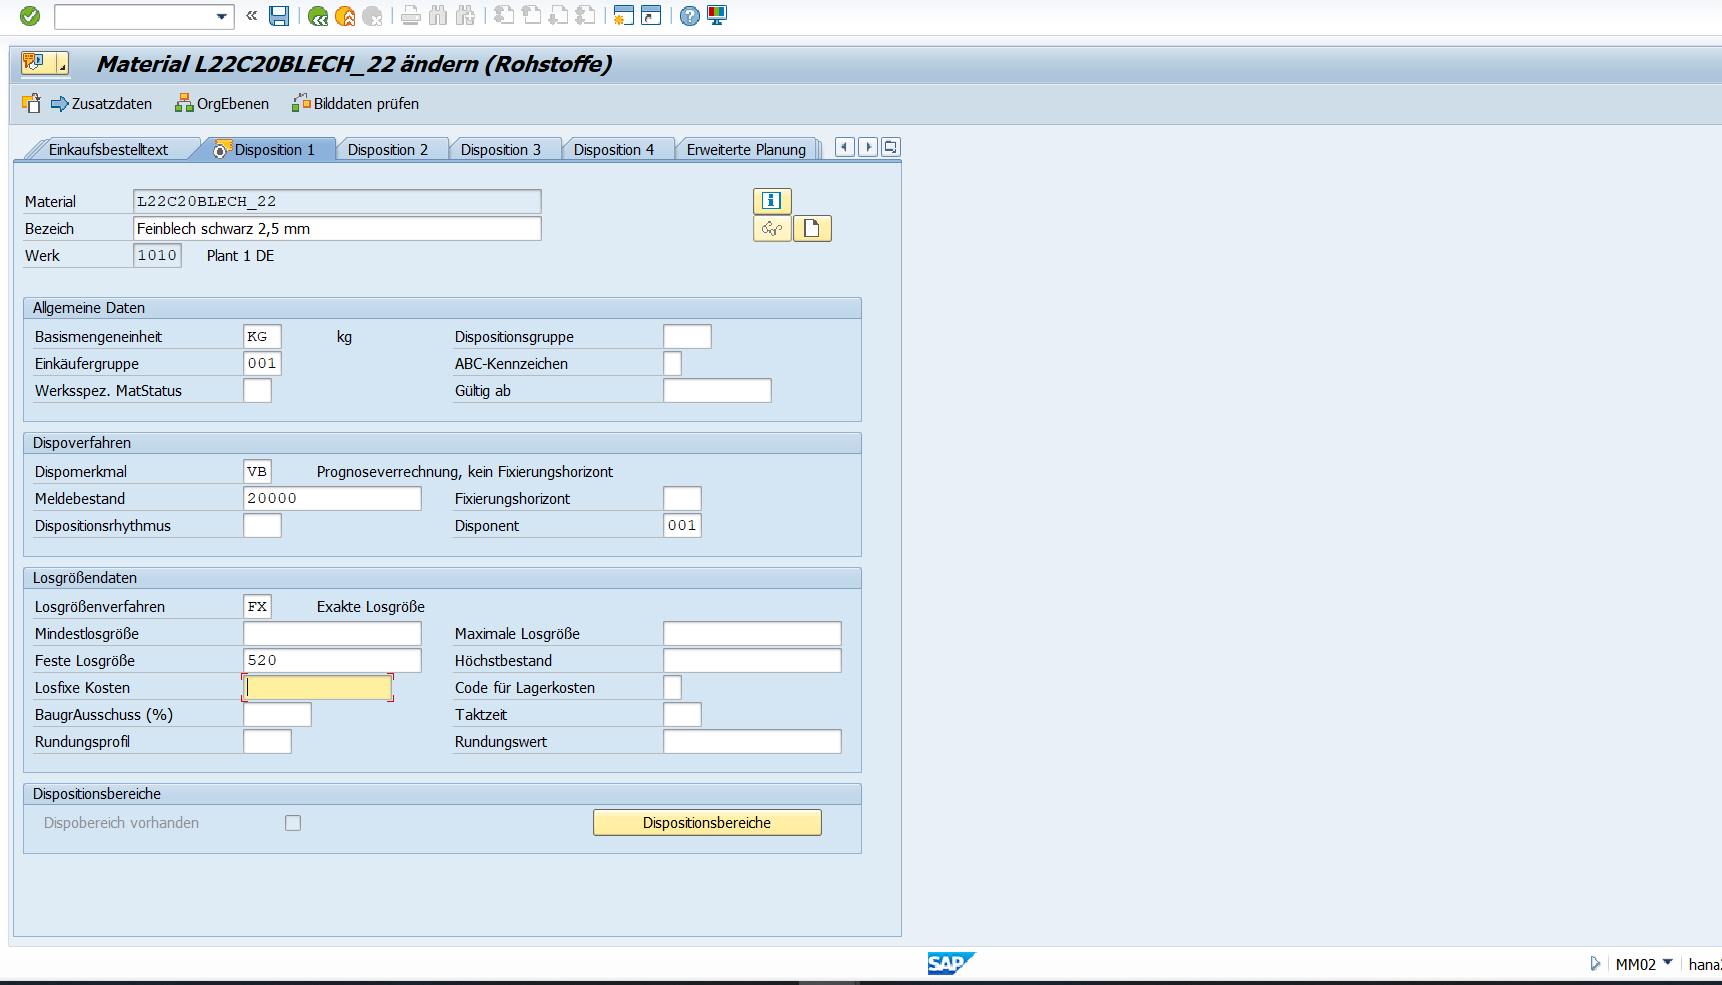 Material L22C20BLECH_22 ändern (Rohstoffe)
Zusatzdaten OrgEbenen Bilddaten prüfen
Einkaufsbestelltext Disposition 1 Disposition 2 Disposition 3 Disposition 4 Erweiterte Planung
Material L22C20BLECH_22
Bezeich Feinblech schwarz 2,5 mm
Werk 1010 Plant 1 DE
Allgemeine Daten
Basismengeneinheit KG kg Dispositionsgruppe
Einkäufergruppe 001 ABC-Kennzeichen
Werksspez. MatStatus Gültig ab
Dispoverfahren
Dispomerkmal VB Prognoseverrechnung, kein Fixierungshorizont
Meldebestand 20000 Fixierungshorizont
Dispositionsrhythmus Disponent 001
Losgrößendaten
Losgrößenverfahren FX Exakte Losgröße
Mindestlosgröße Maximale Losgröße
Feste Losgröße 520 Höchstbestand
Losfixe Kosten Code für Lagerkosten
BaugrAusschuss (%) Taktzeit
Rundungsprofil Rundungswert
Dispositionsbereiche
Dispobereich vorhanden Dispositionsbereiche
SAP MM02